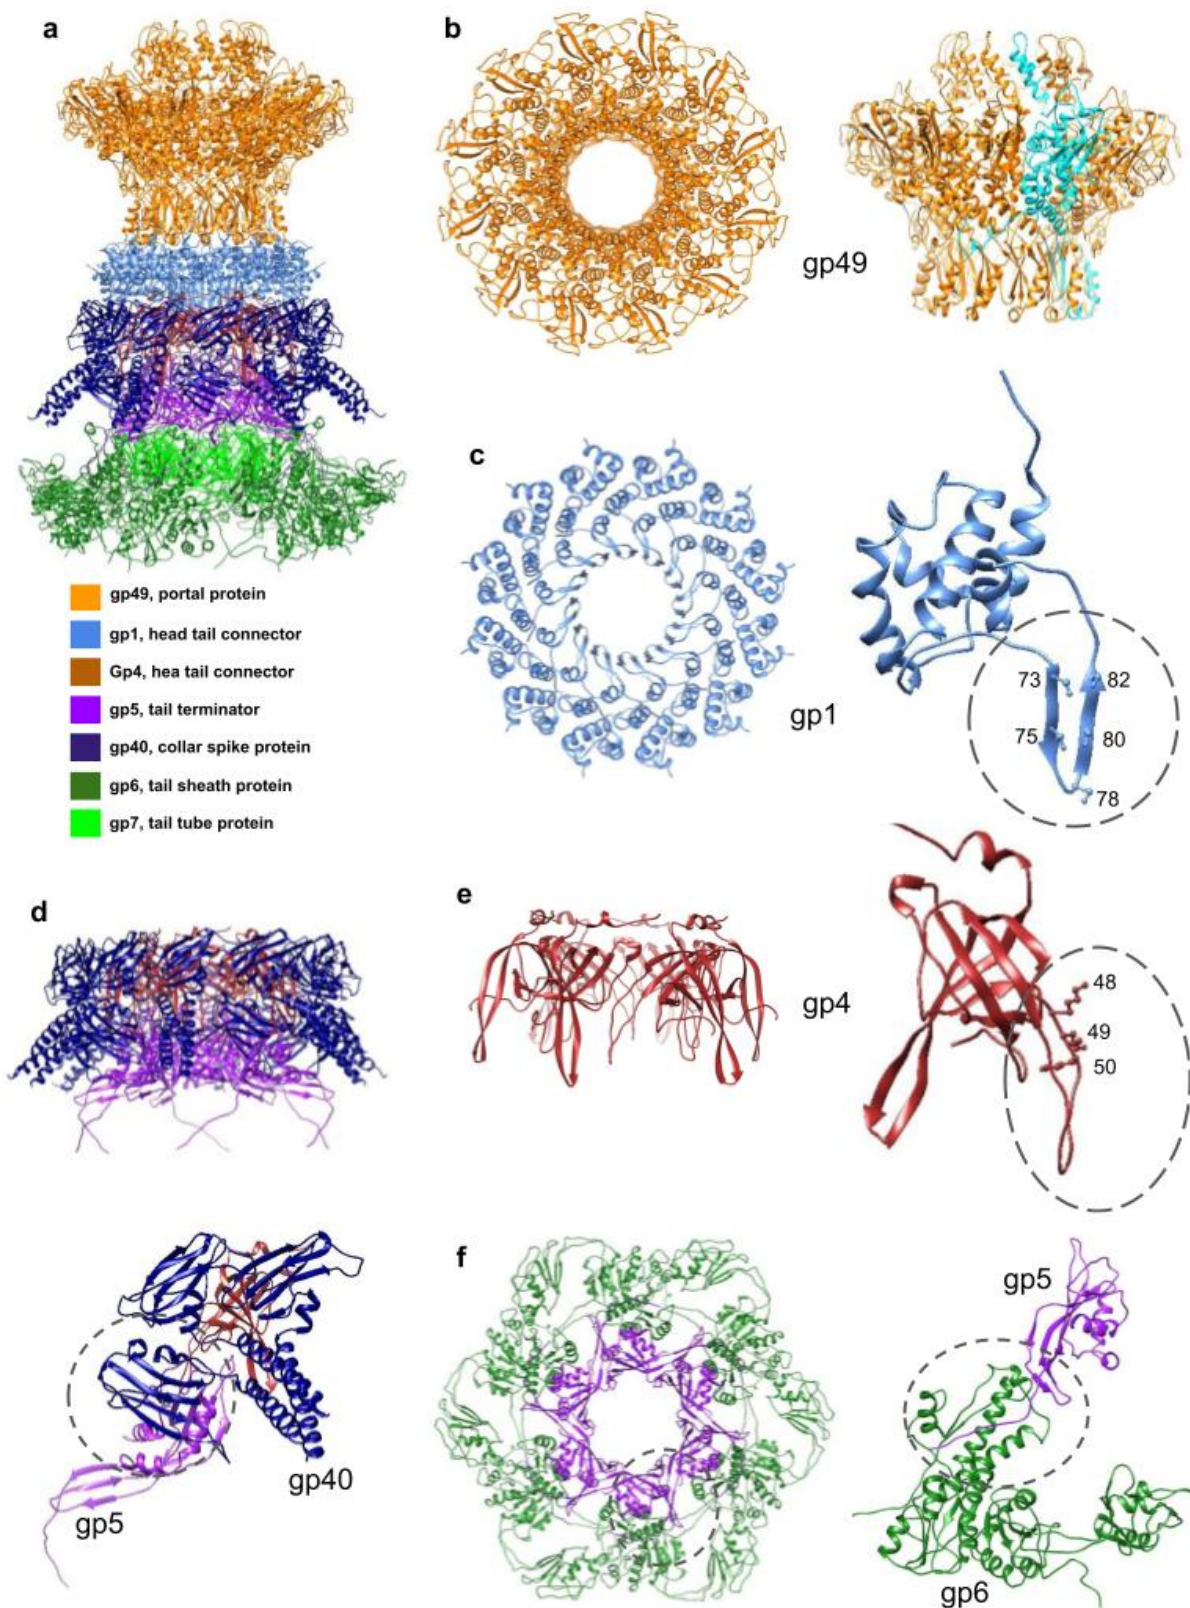 a
b
gp49
gp49, portal protein
gp1, head tail connector
Gp4, hea tail connector
gp5, tail terminator
gp40, collar spike protein
gp6, tail sheath protein
gp7, tail tube protein
c
gp1
73
82
75
80
78
d
gp5
gp40
e
gp4
48
49
50
f
gp5
gp6